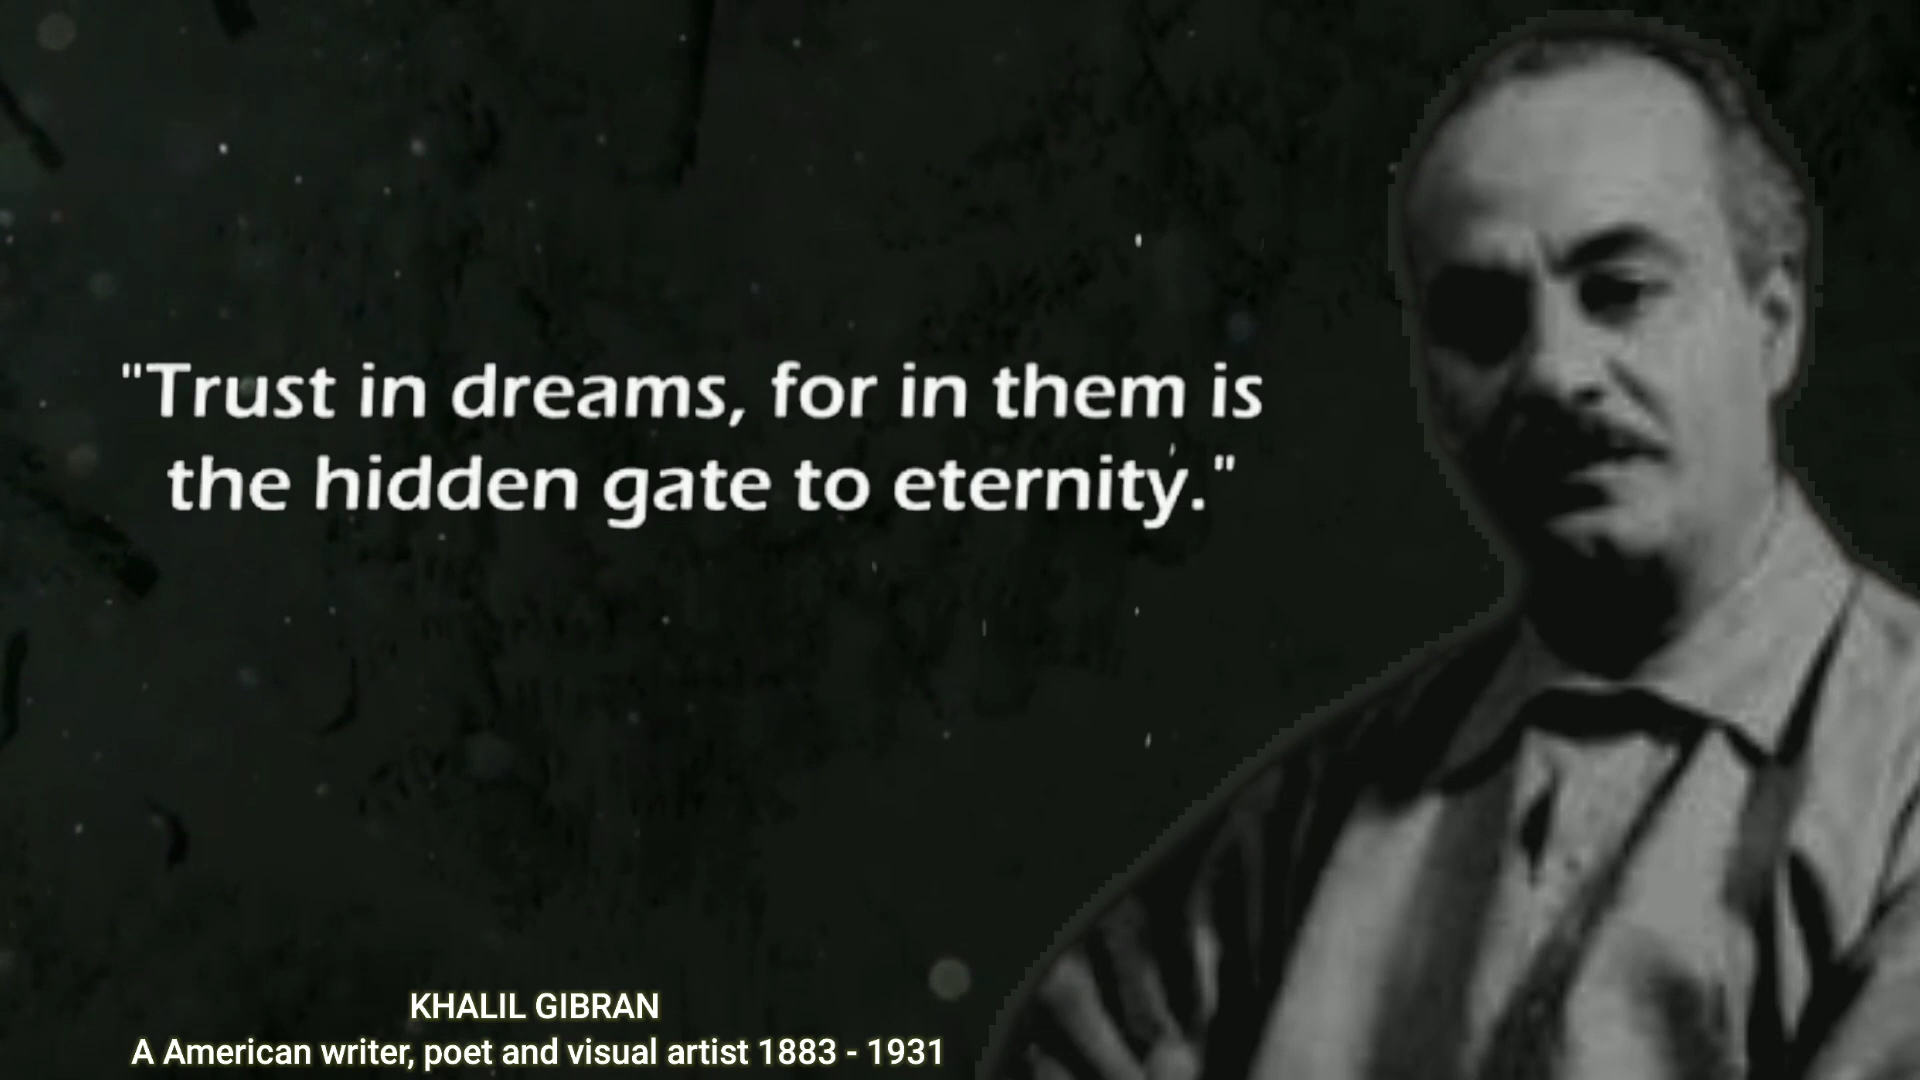 "Trust in dreams, for in them is
the hidden gate to eternity."
KHALIL GIBRAN
A American writer, poet and visual artist 1883 - 1931